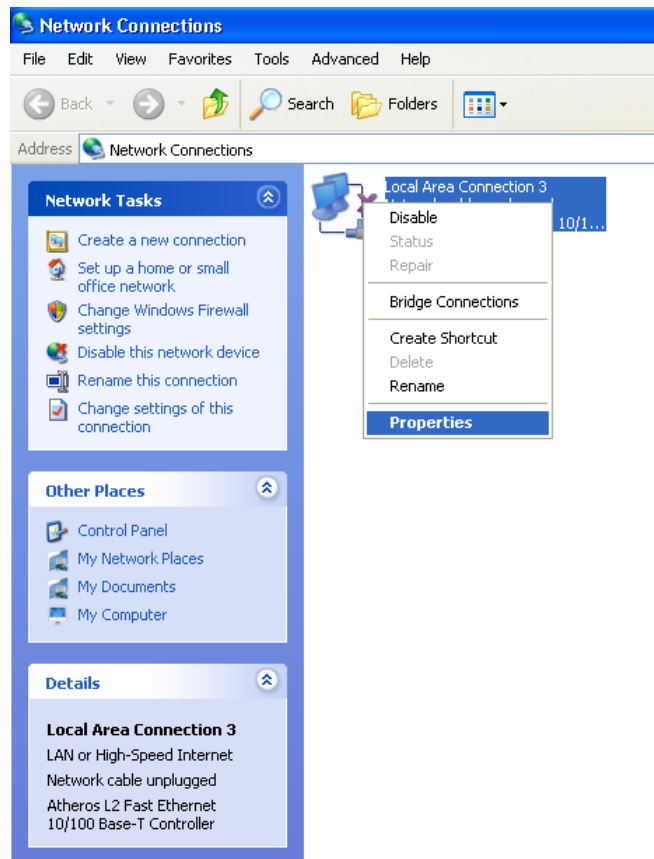 Network Connections
File Edit View Favorites Tools Advanced Help
Back Search Folders
Address Network Connections
Network Tasks
Create a new connection
Set up a home or small
office network
Change Windows Firewall
settings
Disable this network device
Rename this connection
Change settings of this
connection
Other Places
Control Panel
My Network Places
My Documents
My Computer
Details
Local Area Connection 3
LAN or High-Speed Internet
Network cable unplugged
Atheros L2 Fast Ethernet
10/100 Base-T Controller
Local Area Connection 3
10/1...
Disable
Status
Repair
Bridge Connections
Create Shortcut
Delete
Rename
Properties